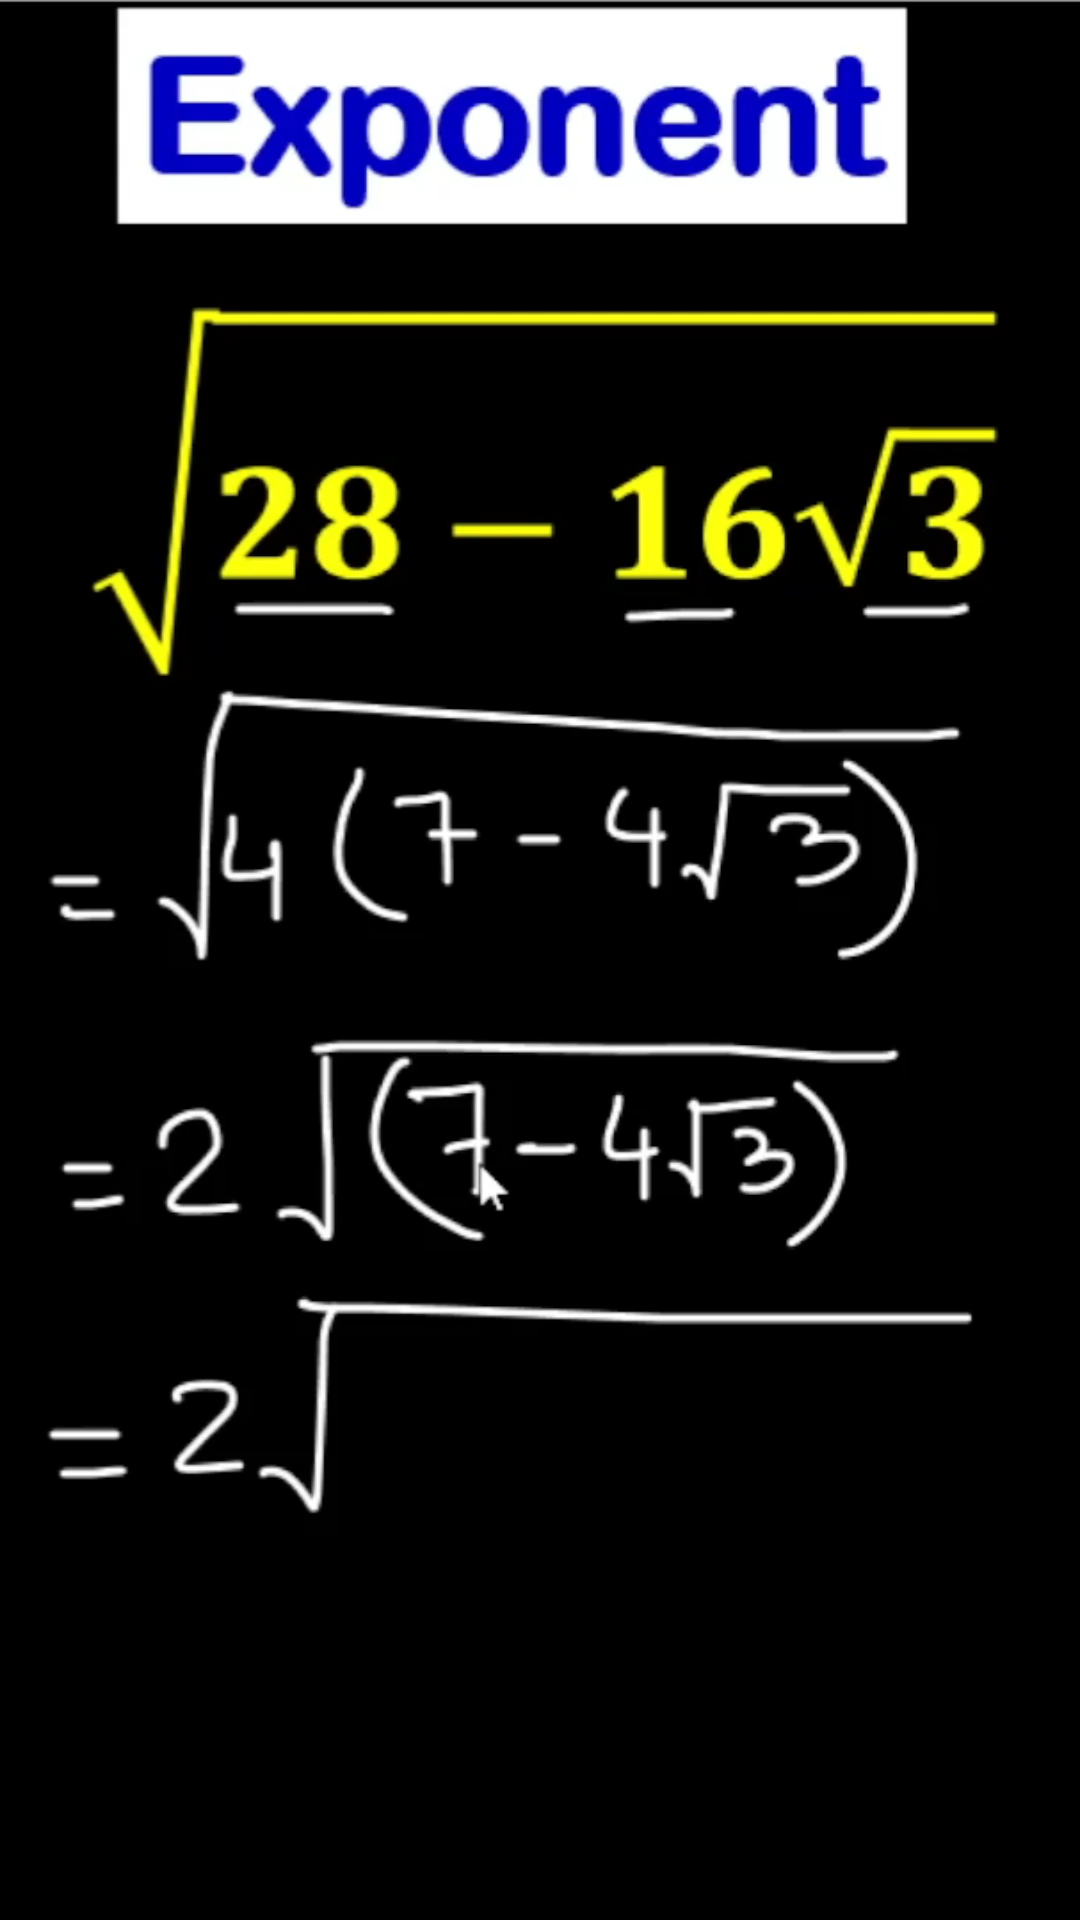 Exponent
√28 − 16√3
= √4 (7 - 4√3)
= 2 √(7 - 4√3)
= 2√